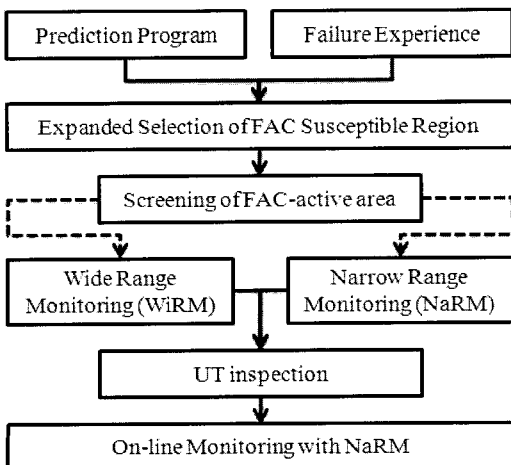 Prediction Program
Failure Experience
Expanded Selection of FAC Susceptible Region
Screening of FAC-active area
Wide Range
Monitoring (WiRM)
Narrow Range
Monitoring (NaRM)
UT inspection
On-line Monitoring with NaRM